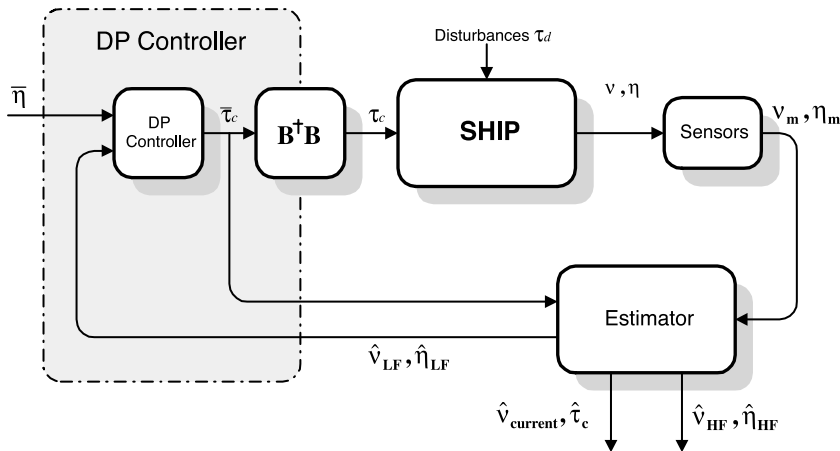 DP Controller
Disturbances τd
η̅
DP
Controller
τ̅c
B†B
τc
SHIP
ν , η
Sensors
νm , ηm
Estimator
ν̂LF , η̂LF
ν̂current , τ̂c
ν̂HF , η̂HF